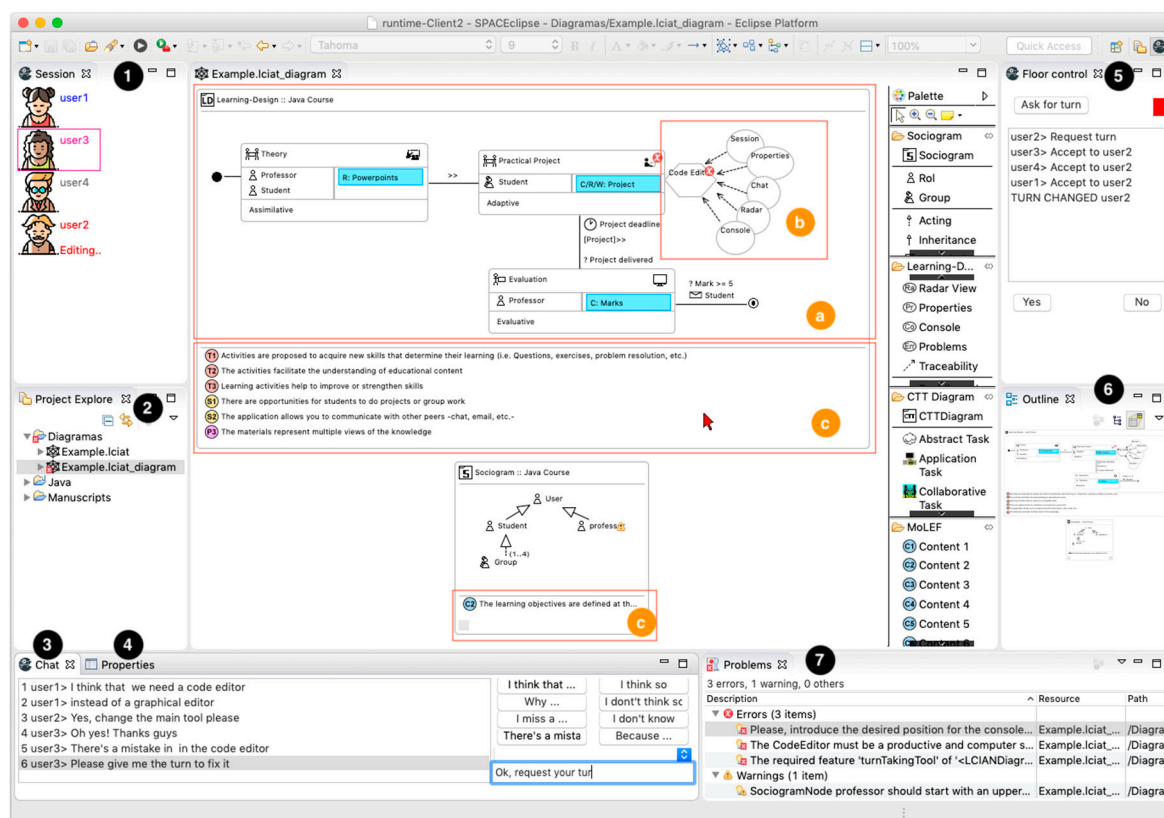 runtime-Client2 - SPACEclipse - Diagramas/Example.lciat_diagram - Eclipse Platform
Tahoma
9
B I
A
100%
Quick Access
Session
1
user1
user3
user4
user2
Editing..
Example.lciat_diagram
LD Learning-Design :: Java Course
Theory
Professor
Student
R: Powerpoints
Assimilative
>>
Practical Project
Student
C/R/W: Project
Adaptive
Code Edit
Session
Properties
Chat
Radar
Console
b
Project deadline
[Project]>>
? Project delivered
Evaluation
Professor
C: Marks
Evaluative
? Mark >= 5
Student
a
T1 Activities are proposed to acquire new skills that determine their learning (i.e. Questions, exercises, problem resolution, etc.)
T2 The activities facilitate the understanding of educational content
T3 Learning activities help to improve or strengthen skills
S1 There are opportunities for students to do projects or group work
S2 The application allows you to communicate with other peers -chat, email, etc.-
P3 The materials represent multiple views of the knowledge
c
S Sociogram :: Java Course
User
Student
profess
(1..4)
Group
C2 The learning objectives are defined at th...
c
Palette
Sociogram
S Sociogram
Rol
Group
Acting
Inheritance
Learning-D...
Ra Radar View
Pr Properties
Co Console
Er) Problems
Traceability
CTT Diagram
CTT CTTDiagram
Abstract Task
Application
Task
Collaborative
Task
MoLEF
C1 Content 1
C2 Content 2
C3 Content 3
C4 Content 4
C5 Content 5
Content 6
Floor control
5
Ask for turn
user2> Request turn
user3> Accept to user2
user4> Accept to user2
user1> Accept to user2
TURN CHANGED user2
Yes
No
Project Explore
2
Diagramas
Example.lciat
Example.lciat_diagram
Java
Manuscripts
Outline
6
3
4
Chat
Properties
1 user1> I think that we need a code editor
2 user1> instead of a graphical editor
3 user2> Yes, change the main tool please
4 user3> Oh yes! Thanks guys
5 user3> There's a mistake in in the code editor
6 user3> Please give me the turn to fix it
I think that ...
I think so
Why ...
I dont't think sc
I miss a ...
I don't know
There's a mista
Because ...
Ok, request your tur
Problems
7
3 errors, 1 warning, 0 others
Description
Resource
Path
Errors (3 items)
Please, introduce the desired position for the console... Example.lciat_... /Diagra
The CodeEditor must be a productive and computer s... Example.lciat_... /Diagra
The required feature 'turnTakingTool' of '<LCIANDiagr... Example.lciat_... /Diagra
Warnings (1 item)
SociogramNode professor should start with an upper... Example.lciat_... /Diagra